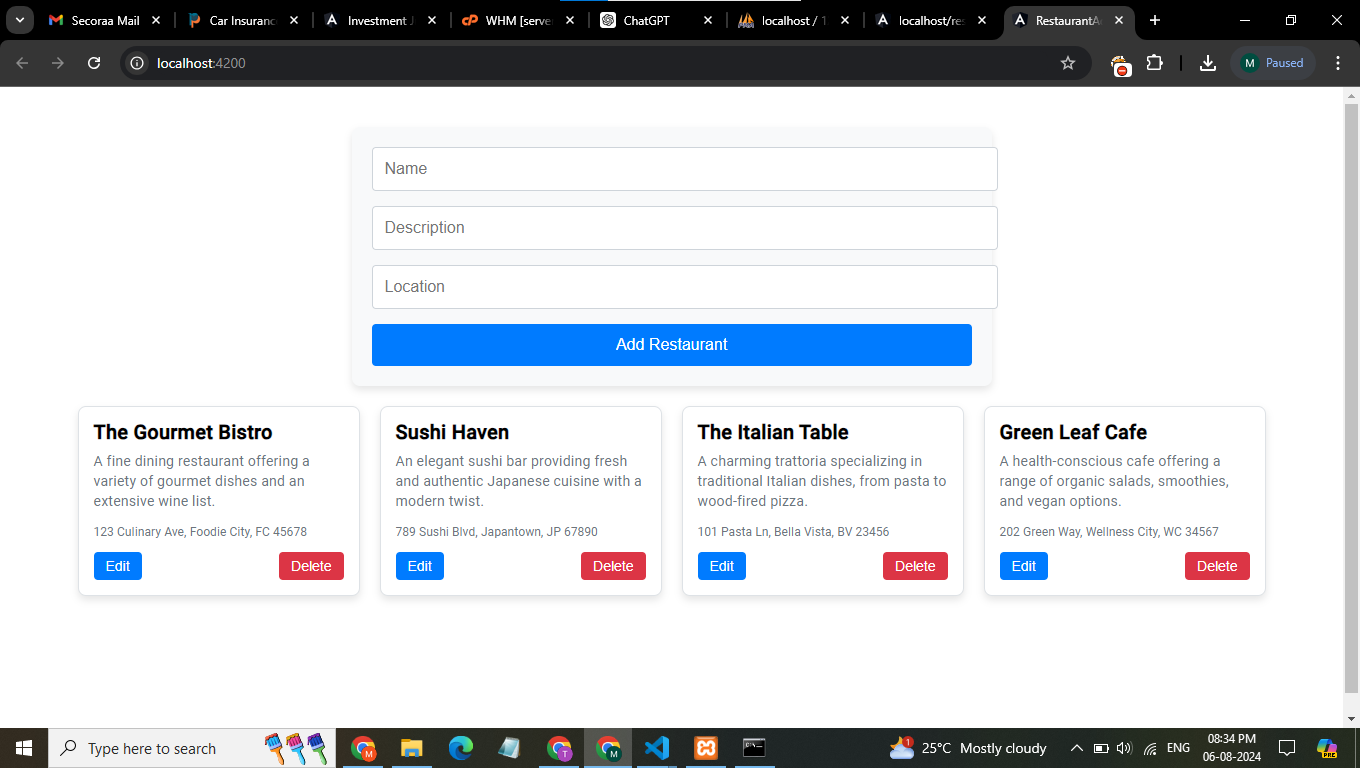 Secoraa Mail
Car Insuranc
Investment
WHM [serve
ChatGPT
localhost / 1
localhost/res
RestaurantA
localhost:4200
M
Paused
Name
Description
Location
Add Restaurant
The Gourmet Bistro
A fine dining restaurant offering a
variety of gourmet dishes and an
extensive wine list.
123 Culinary Ave, Foodie City, FC 45678
Edit
Delete
Sushi Haven
An elegant sushi bar providing fresh
and authentic Japanese cuisine with a
modern twist.
789 Sushi Blvd, Japantown, JP 67890
Edit
Delete
The Italian Table
A charming trattoria specializing in
traditional Italian dishes, from pasta to
wood-fired pizza.
101 Pasta Ln, Bella Vista, BV 23456
Edit
Delete
Green Leaf Cafe
A health-conscious cafe offering a
range of organic salads, smoothies,
and vegan options.
202 Green Way, Wellness City, WC 34567
Edit
Delete
Type here to search
M
T
M
1
25°C Mostly cloudy
ENG
08:34 PM
06-08-2024
PRE